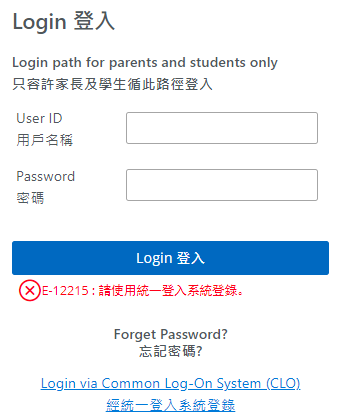 Login 登入
Login path for parents and students only
只容許家長及學生循此路徑登入
User ID
用戶名稱
Password
密碼
Login 登入
E-12215 : 請使用統一登入系統登錄。
Forget Password?
忘記密碼?
Login via Common Log-On System (CLO)
經統一登入系統登錄